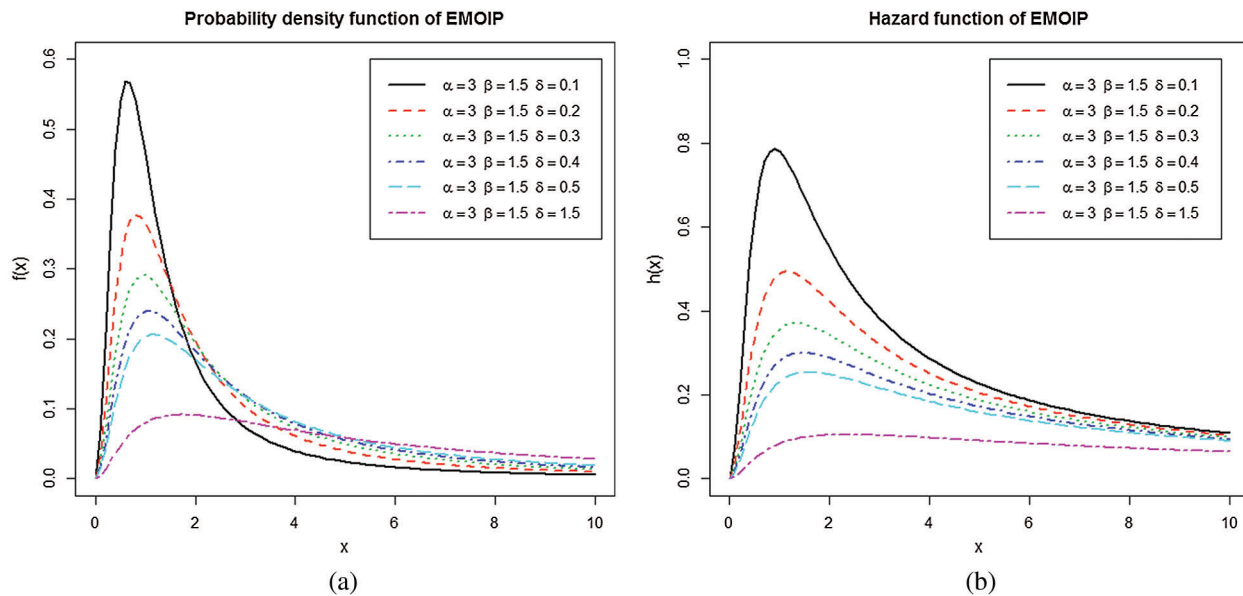 Probability density function of EMOIP
f(x)
0.6
0.5
0.4
0.3
0.2
0.1
0.0
α = 3 β = 1.5 δ = 0.1
α = 3 β = 1.5 δ = 0.2
α = 3 β = 1.5 δ = 0.3
α = 3 β = 1.5 δ = 0.4
α = 3 β = 1.5 δ = 0.5
α = 3 β = 1.5 δ = 1.5
0 2 4 6 8 10
x
(a)
Hazard function of EMOIP
h(x)
1.0
0.8
0.6
0.4
0.2
0.0
α = 3 β = 1.5 δ = 0.1
α = 3 β = 1.5 δ = 0.2
α = 3 β = 1.5 δ = 0.3
α = 3 β = 1.5 δ = 0.4
α = 3 β = 1.5 δ = 0.5
α = 3 β = 1.5 δ = 1.5
0 2 4 6 8 10
x
(b)